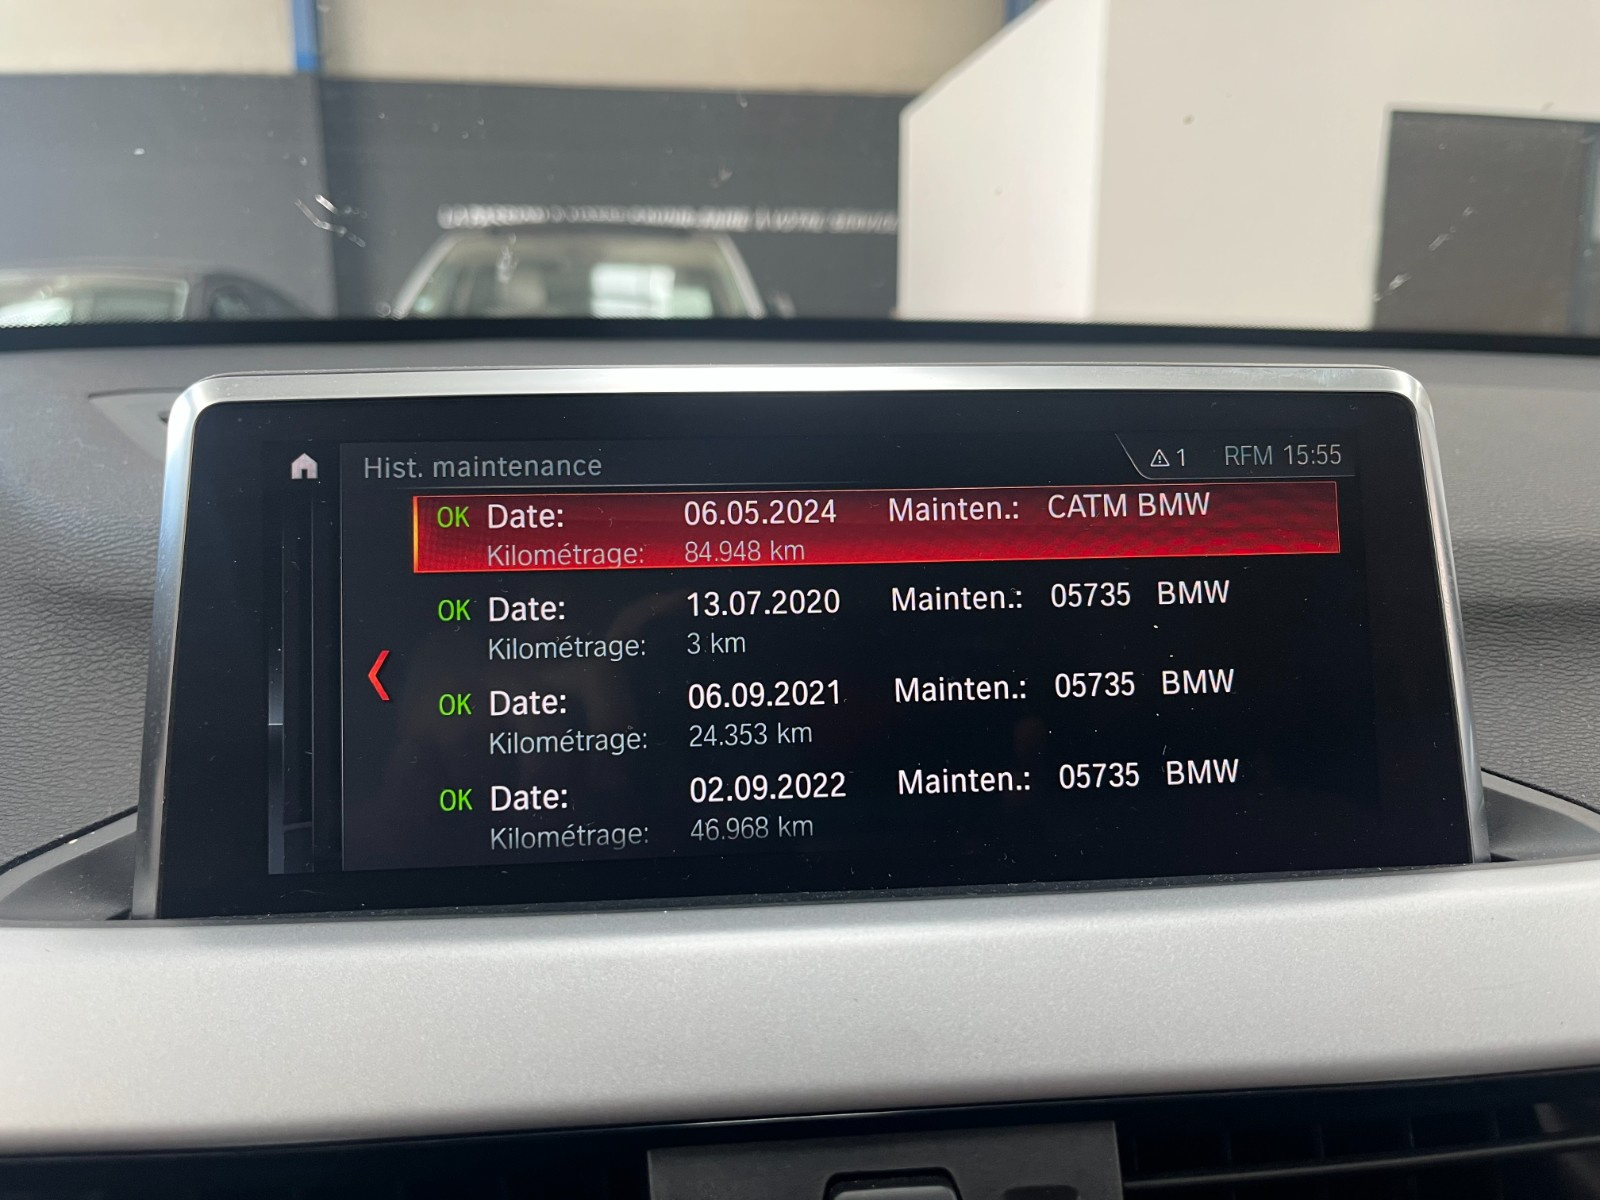 Hist. maintenance
1 RFM 15:55
OK Date: 06.05.2024 Mainten.: CATM BMW
Kilométrage: 84.948 km
OK Date: 13.07.2020 Mainten.: 05735 BMW
Kilométrage: 3 km
OK Date: 06.09.2021 Mainten.: 05735 BMW
Kilométrage: 24.353 km
OK Date: 02.09.2022 Mainten.: 05735 BMW
Kilométrage: 46.968 km